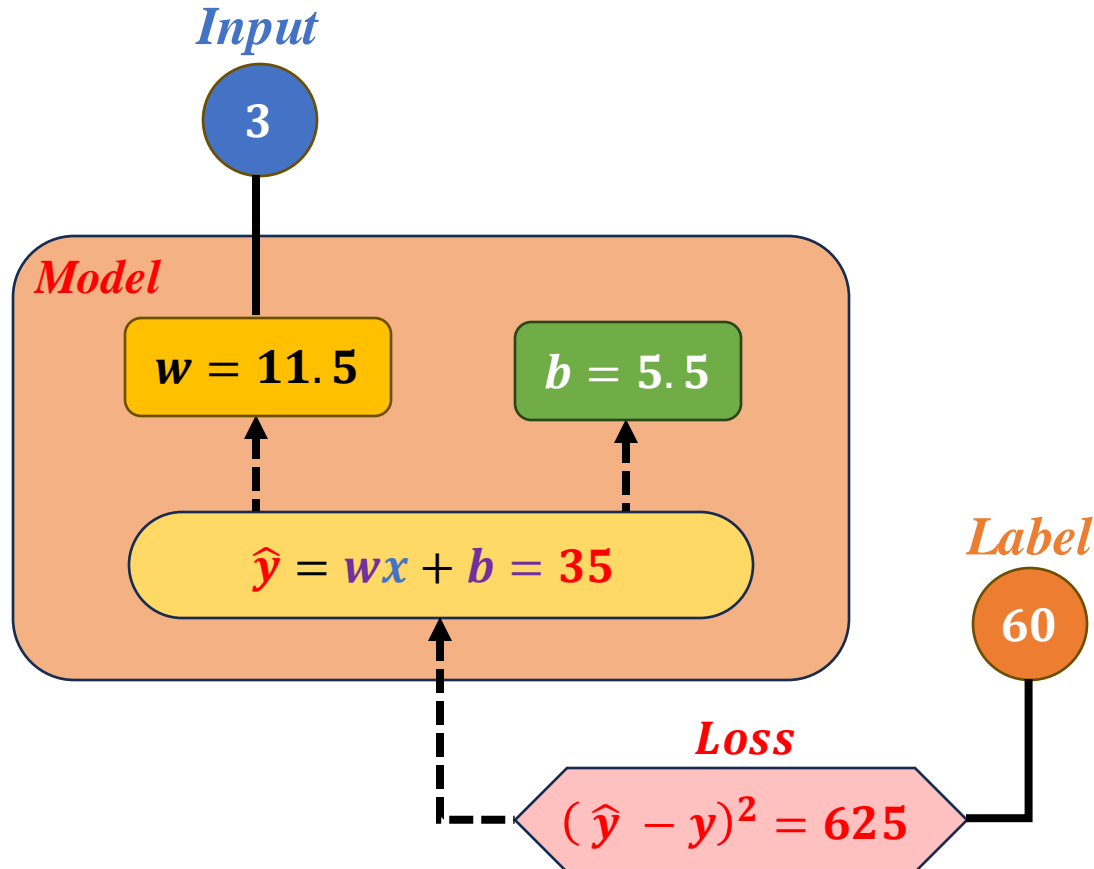 Input
3
Model
w = 11.5
b = 5.5
ŷ = wx + b = 35
Label
60
Loss
( ŷ − y)² = 625